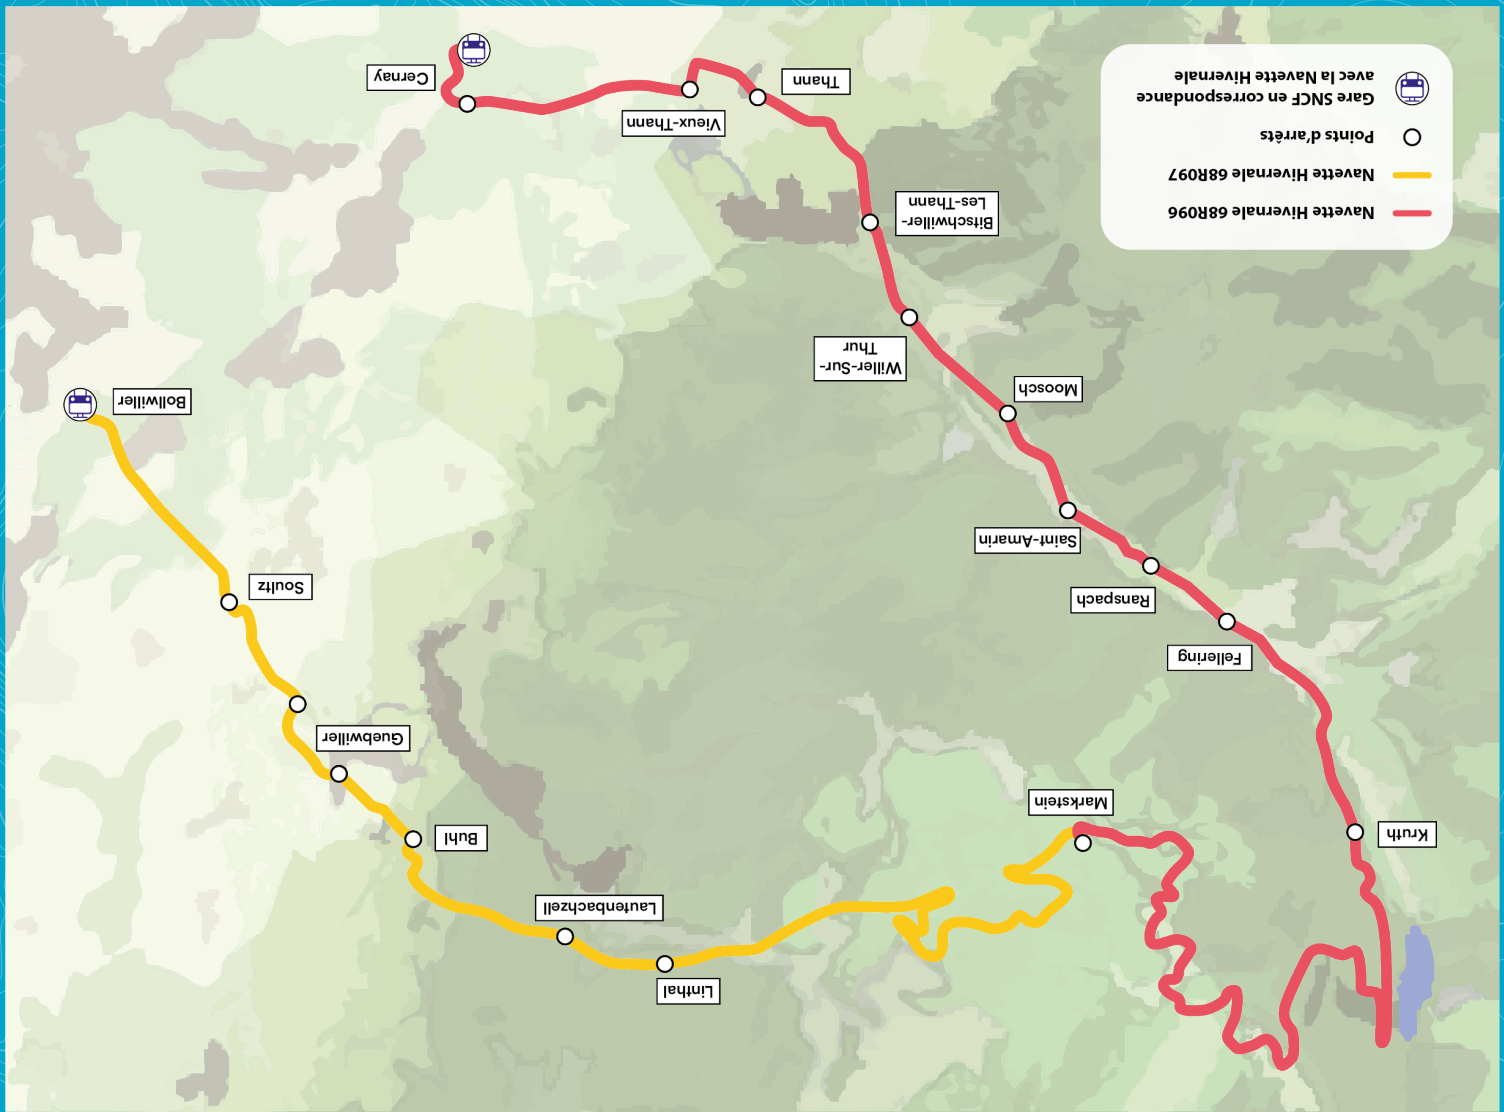 Kruth
Markstein
Fellering
Ranspach
Saint-Amarin
Moosch
Willer-Sur-
Thur
Bitschwiller-
Les-Thann
Thann
Vieux-Thann
Cernay
Linthal
Lautenbachzell
Buhl
Guebwiller
Soultz
Bollwiller
Navette Hivernale 68R096
Navette Hivernale 68R097
Points d'arrêts
Gare SNCF en correspondance
avec la Navette Hivernale